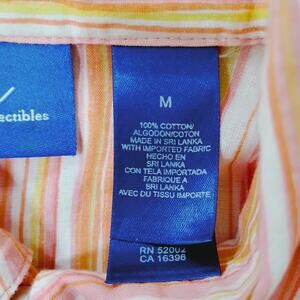 ectibles
M
100% COTTON/
ALGODON/COTON
MADE IN SRI LANKA
WITH IMPORTED FABRIC
HECHO EN
SRI LANKA
CON TELA IMPORTADA
FABRIQUE A
SRI LANKA
AVEC DU TISSU IMPORTE
RN 52002
CA 16396